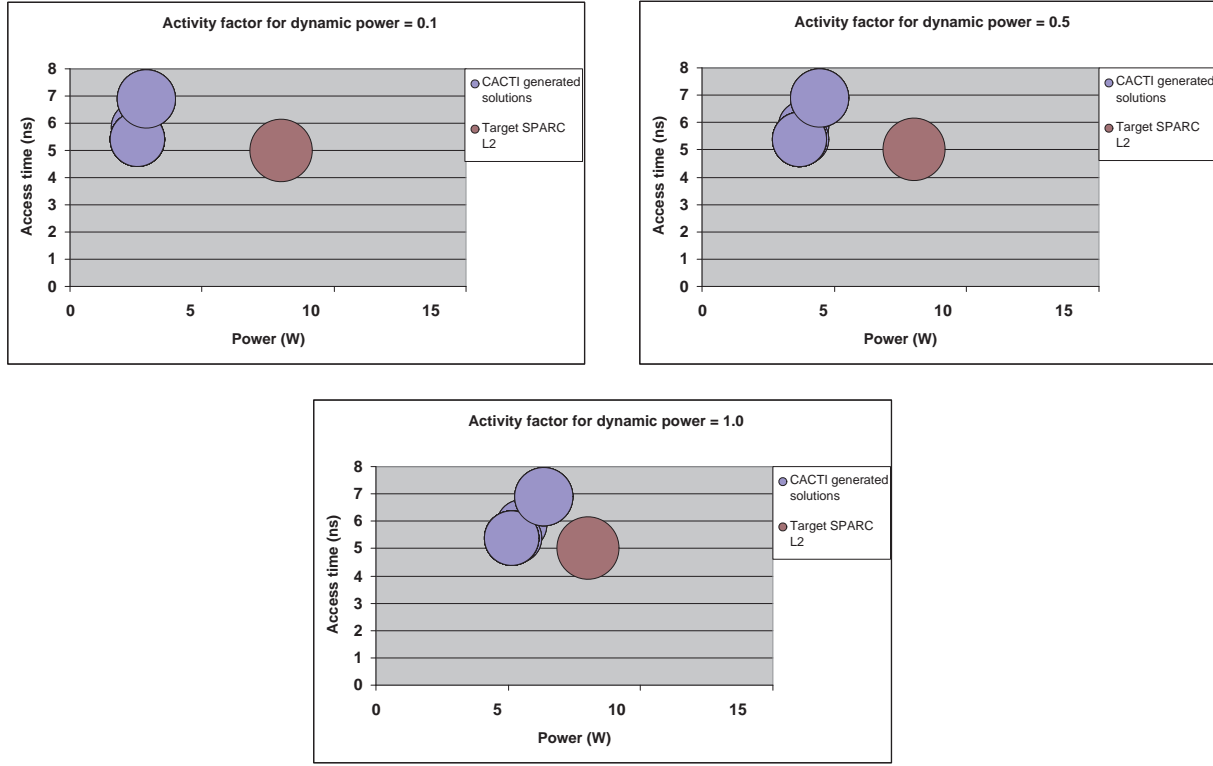 Activity factor for dynamic power = 0.1
8
7
6
5
4
3
2
1
0
Access time (ns)
0 5 10 15
Power (W)
CACTI generated
solutions
Target SPARC
L2
Activity factor for dynamic power = 0.5
8
7
6
5
4
3
2
1
0
Access time (ns)
0 5 10 15
Power (W)
CACTI generated
solutions
Target SPARC
L2
Activity factor for dynamic power = 1.0
8
7
6
5
4
3
2
1
0
Access time (ns)
0 5 10 15
Power (W)
CACTI generated
solutions
Target SPARC
L2